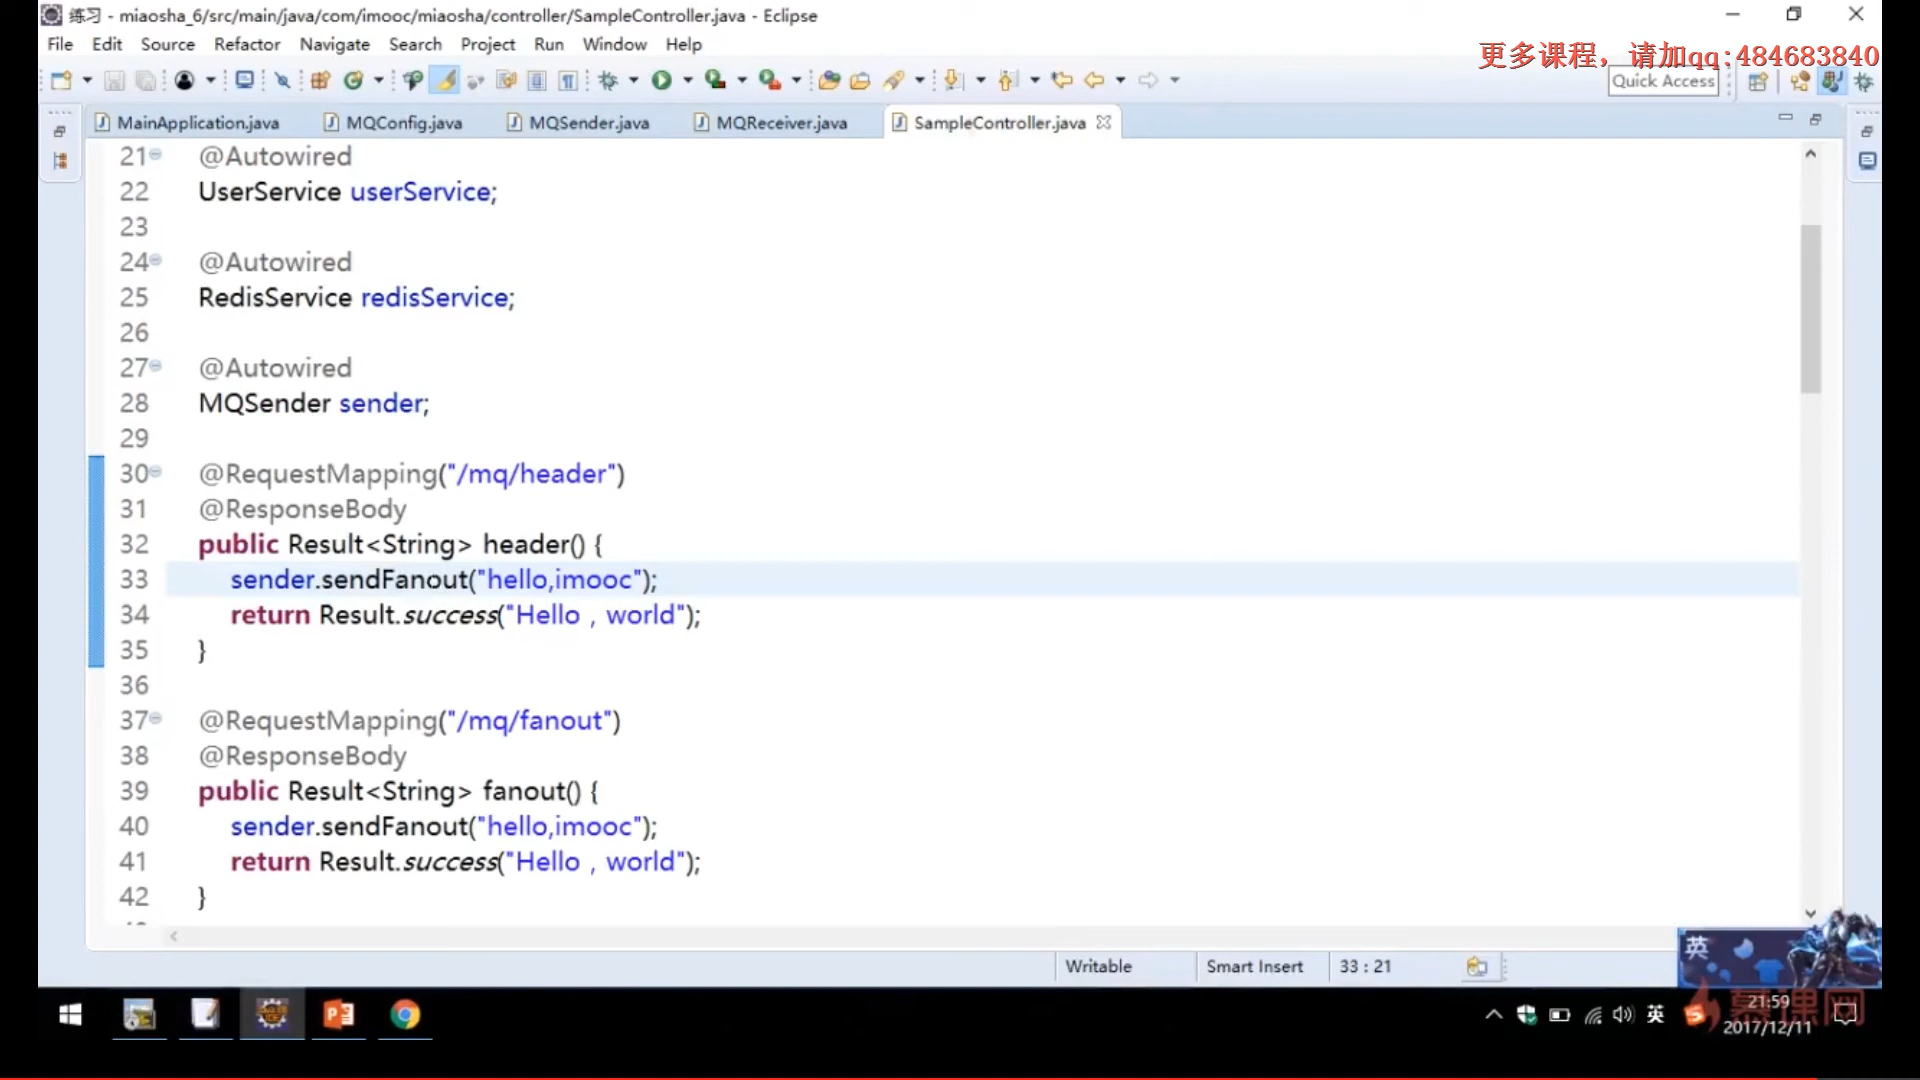 练习 - miaosha_6/src/main/java/com/imooc/miaosha/controller/SampleController.java - Eclipse
File Edit Source Refactor Navigate Search Project Run Window Help
更多课程，请加qq:484683840
Quick Access
MainApplication.java MQConfig.java MQSender.java MQReceiver.java SampleController.java
21 @Autowired
22 UserService userService;
23
24 @Autowired
25 RedisService redisService;
26
27 @Autowired
28 MQSender sender;
29
30 @RequestMapping("/mq/header")
31 @ResponseBody
32 public Result<String> header() {
33 sender.sendFanout("hello,imooc");
34 return Result.success("Hello , world");
35 }
36
37 @RequestMapping("/mq/fanout")
38 @ResponseBody
39 public Result<String> fanout() {
40 sender.sendFanout("hello,imooc");
41 return Result.success("Hello , world");
42 }
英
Writable Smart Insert 33 : 21
英 21:59
慕课网
2017/12/11